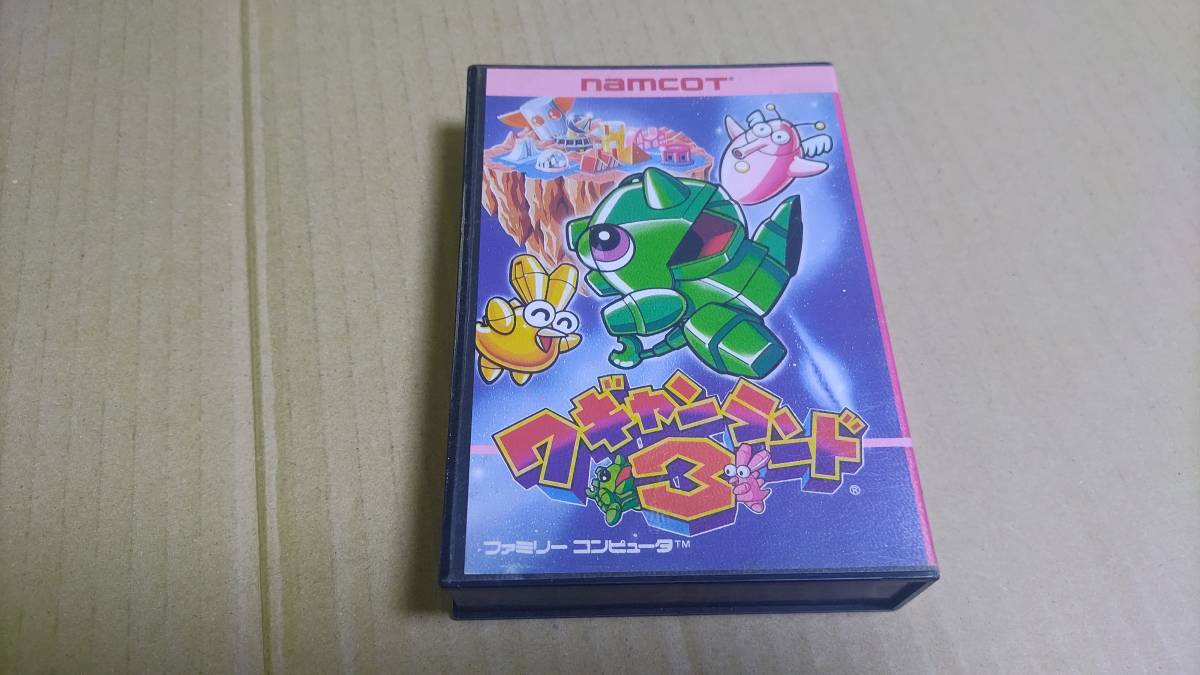 namcoT
ワギャンランド
3
®
ファミリー コンピュータ™